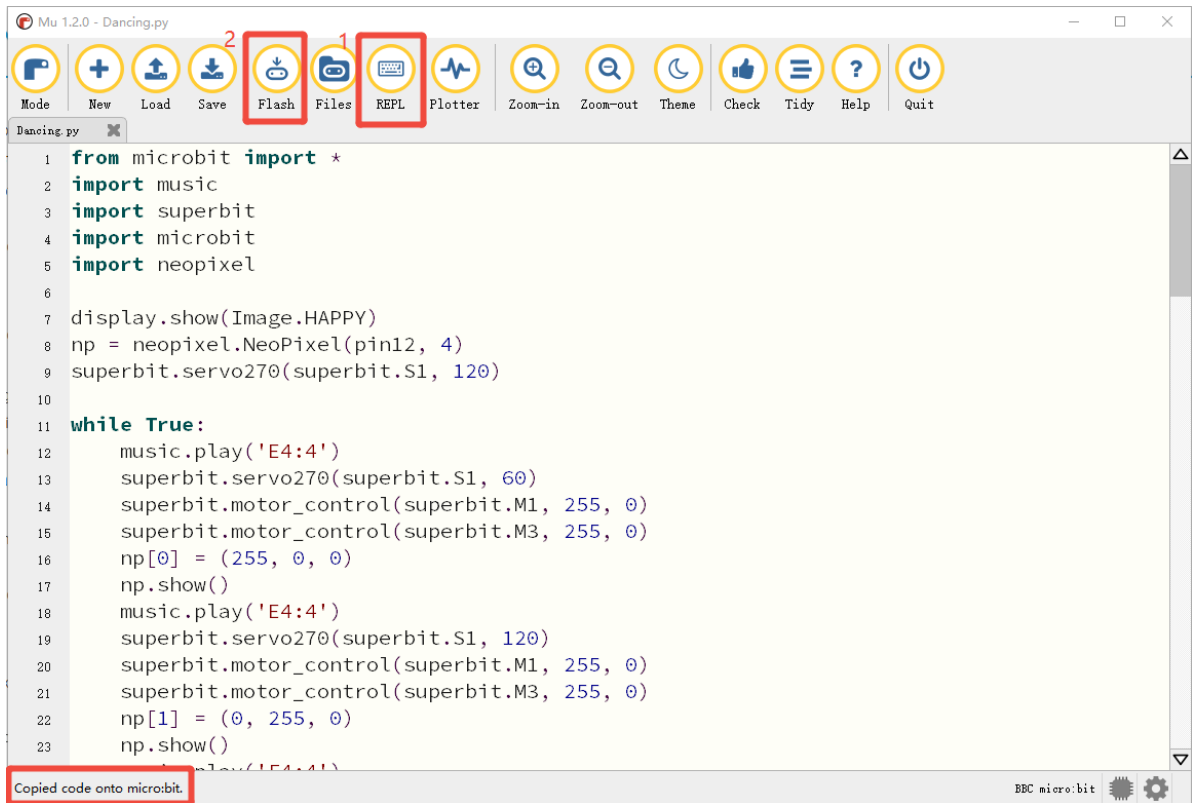 Mu 1.2.0 - Dancing.py
2 1
Mode New Load Save Flash Files REPL Plotter Zoom-in Zoom-out Theme Check Tidy Help Quit
Dancing.py
1 from microbit import *
2 import music
3 import superbit
4 import microbit
5 import neopixel
6
7 display.show(Image.HAPPY)
8 np = neopixel.NeoPixel(pin12, 4)
9 superbit.servo270(superbit.S1, 120)
10
11 while True:
12 music.play('E4:4')
13 superbit.servo270(superbit.S1, 60)
14 superbit.motor_control(superbit.M1, 255, 0)
15 superbit.motor_control(superbit.M3, 255, 0)
16 np[0] = (255, 0, 0)
17 np.show()
18 music.play('E4:4')
19 superbit.servo270(superbit.S1, 120)
20 superbit.motor_control(superbit.M1, 255, 0)
21 superbit.motor_control(superbit.M3, 255, 0)
22 np[1] = (0, 255, 0)
23 np.show()
Copied code onto micro:bit. BBC micro:bit